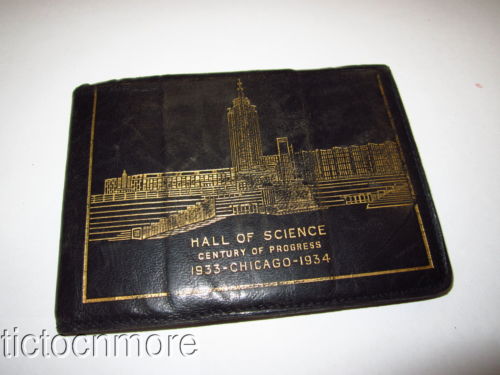 HALL OF SCIENCE
CENTURY OF PROGRESS
1933-CHICAGO-1934
tictochmore